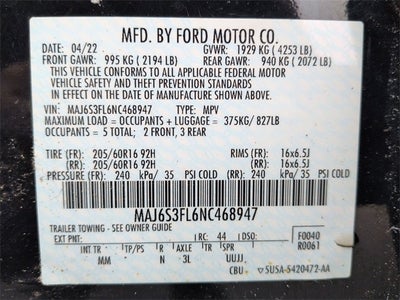 MFD. BY FORD MOTOR CO.
04/22 GVWR: 1929 KG ( 4253 LB)
FRONT GAWR: 995 KG ( 2194 LB) REAR GAWR: 940 KG ( 2072 LB)
THIS VEHICLE CONFORMS TO ALL APPLICABLE FEDERAL MOTOR
VEHICLE SAFETY AND THEFT PREVENTION STANDARDS
IN EFFECT ON THE DATE OF MANUFACTURE SHOWN ABOVE.
VIN: MAJ6S3FL6NC468947 TYPE: MPV
MAXIMUM LOAD = OCCUPANTS + LUGGAGE = 375KG/ 827LB
OCCUPANTS = 5 TOTAL; 2 FRONT, 3 REAR
TIRE (FR): 205/60R16 92H RIMS (FR): 16x6.5J
(RR): 205/60R16 92H (RR): 16x6.5J
PRESSURE (FR): 240 kPa/ 35 PSI COLD (RR): 240 kPa/ 35 PSI COLD
MAJ6S3FL6NC468947
TRAILER TOWING - SEE OWNER GUIDE
EXT PNT: RC: 44 DSO: F0040
R0061
INT TR TP/PS R AXLE TR SPR
MM N 3L UUJJ
CBU 5USA-5420472-AA